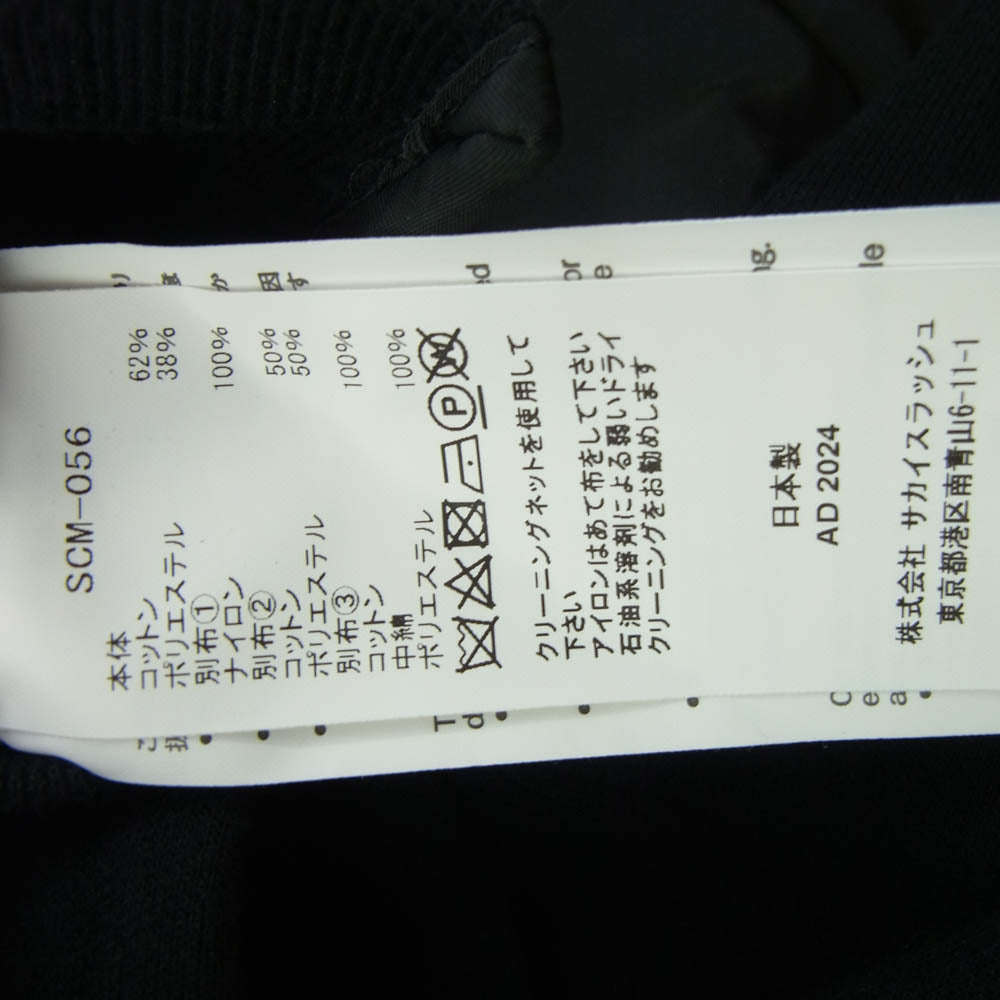 SCM-056
本体
コットン 62%
ポリエステル 38%
別布①
ナイロン 100%
別布②
コットン 50%
ポリエステル 50%
別布③
コットン 100%
中綿
ポリエステル 100%
P W
クリーニングネットを使用して
下さい
アイロンはあて布をして下さい
石油系溶剤による弱いドライ
クリーニングをお勧めします
日本製
AD 2024
株式会社 サカイスラッシュ
東京都港区南青山6-11-1